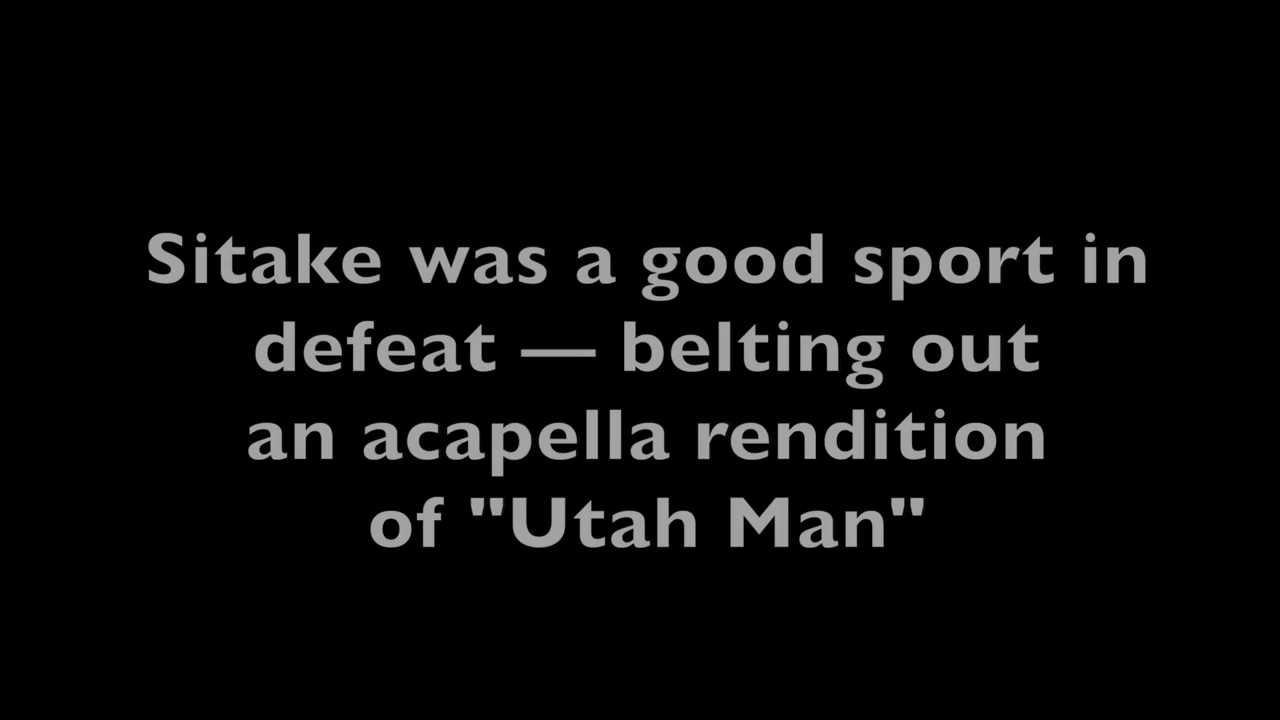 Sitake was a good sport in
defeat — belting out
an acapella rendition
of "Utah Man"